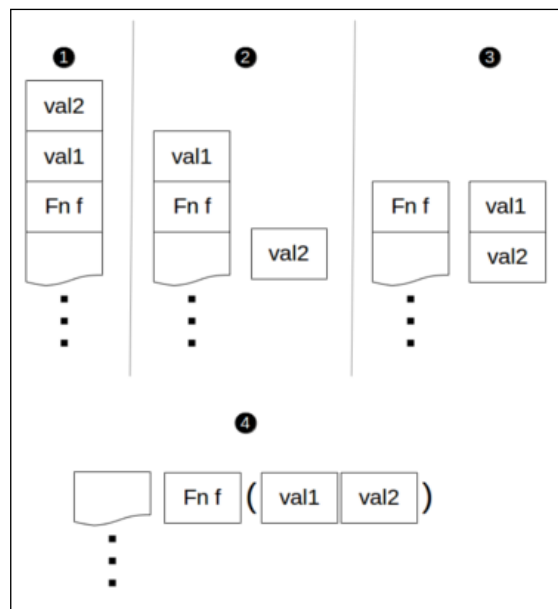 ❶ ❷ ❸
val2
val1 val1
Fn f Fn f Fn f val1
val2 val2
❹
Fn f ( val1 val2 )